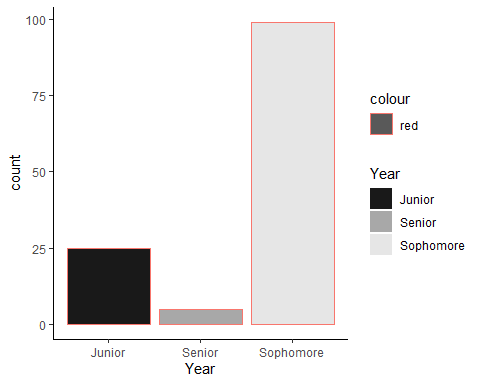 100
75
50
25
0
count
Junior
Senior
Sophomore
Year
colour
red
Year
Junior
Senior
Sophomore